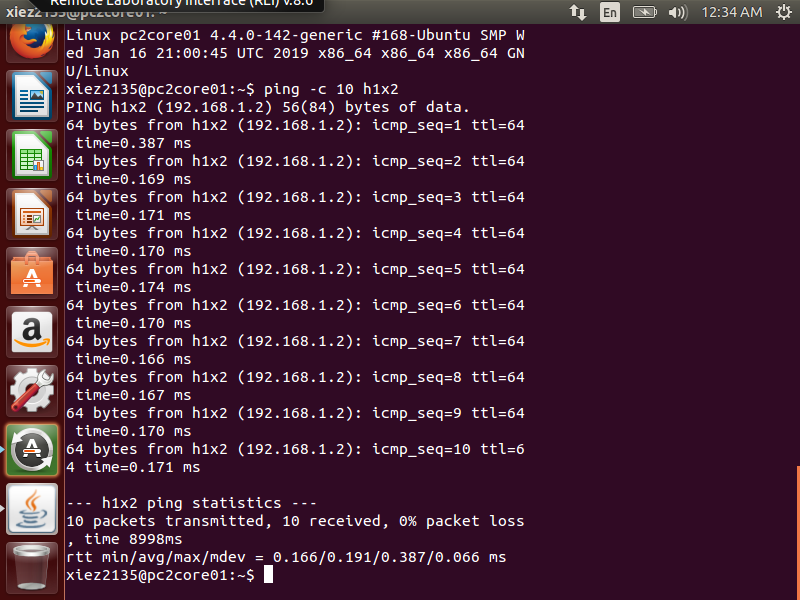 Remote Laboratory Interface (RLI) v.8.0
xiez2135@pc2core01: ~
En
12:34 AM
Linux pc2core01 4.4.0-142-generic #168-Ubuntu SMP W
ed Jan 16 21:00:45 UTC 2019 x86_64 x86_64 x86_64 GN
U/Linux
xiez2135@pc2core01:~$ ping -c 10 h1x2
PING h1x2 (192.168.1.2) 56(84) bytes of data.
64 bytes from h1x2 (192.168.1.2): icmp_seq=1 ttl=64
 time=0.387 ms
64 bytes from h1x2 (192.168.1.2): icmp_seq=2 ttl=64
 time=0.169 ms
64 bytes from h1x2 (192.168.1.2): icmp_seq=3 ttl=64
 time=0.171 ms
64 bytes from h1x2 (192.168.1.2): icmp_seq=4 ttl=64
 time=0.170 ms
64 bytes from h1x2 (192.168.1.2): icmp_seq=5 ttl=64
 time=0.174 ms
64 bytes from h1x2 (192.168.1.2): icmp_seq=6 ttl=64
 time=0.170 ms
64 bytes from h1x2 (192.168.1.2): icmp_seq=7 ttl=64
 time=0.166 ms
64 bytes from h1x2 (192.168.1.2): icmp_seq=8 ttl=64
 time=0.167 ms
64 bytes from h1x2 (192.168.1.2): icmp_seq=9 ttl=64
 time=0.170 ms
64 bytes from h1x2 (192.168.1.2): icmp_seq=10 ttl=6
4 time=0.171 ms
--- h1x2 ping statistics ---
10 packets transmitted, 10 received, 0% packet loss
, time 8998ms
rtt min/avg/max/mdev = 0.166/0.191/0.387/0.066 ms
xiez2135@pc2core01:~$